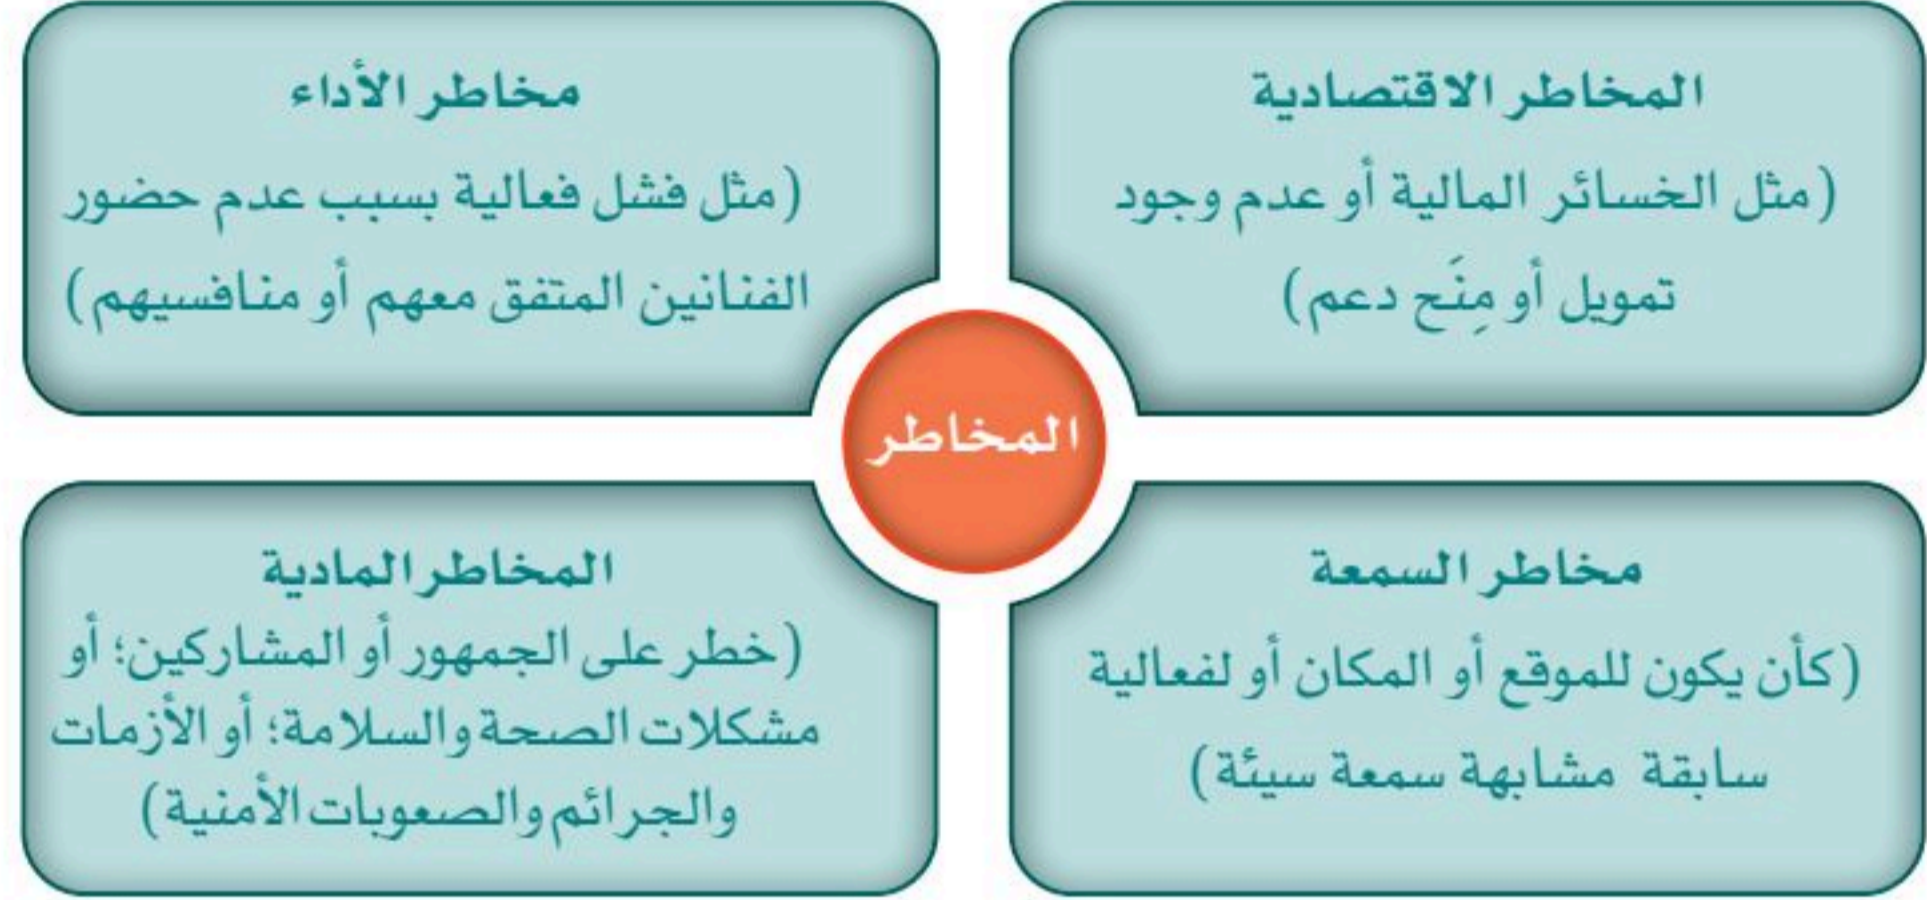 المخاطر الاقتصادية
(مثل الخسائر المالية أو عدم وجود
تمويل أو مِنَح دعم)
مخاطر الأداء
(مثل فشل فعالية بسبب عدم حضور
الفنانين المتفق معهم أو منافسيهم)
المخاطر
مخاطر السمعة
(كأن يكون للموقع أو المكان أو لفعالية
سابقة مشابهة سمعة سيئة)
المخاطر المادية
(خطر على الجمهور أو المشاركين؛ أو
مشكلات الصحة والسلامة؛ أو الأزمات
والجرائم والصعوبات الأمنية)